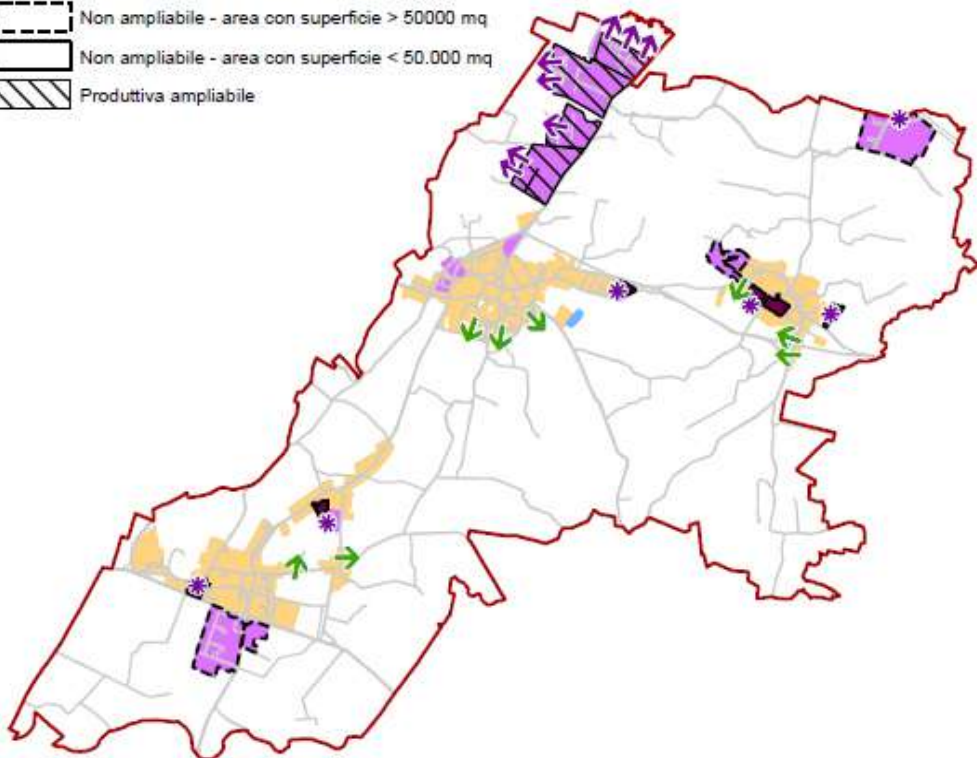 Non ampliabile - area con superficie > 50000 mq
Non ampliabile - area con superficie < 50.000 mq
Produttiva ampliabile